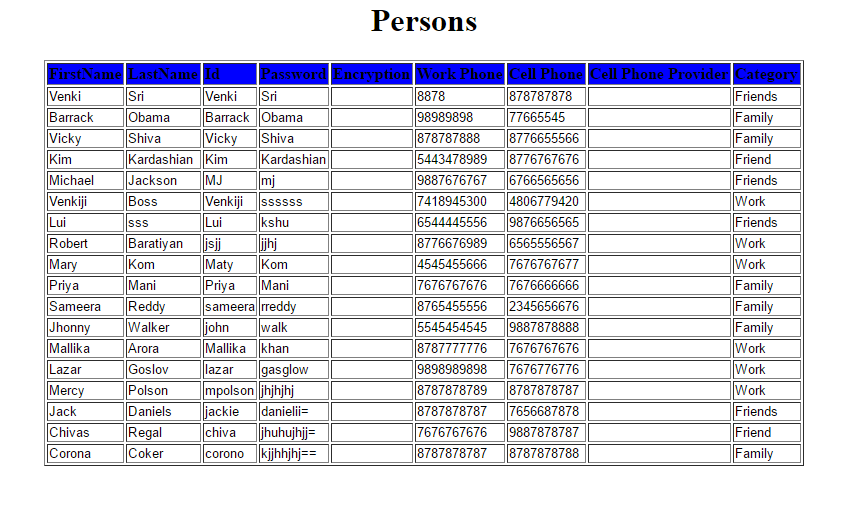 Persons
FirstName LastName Id Password Encryption Work Phone Cell Phone Cell Phone Provider Category
Venki Sri Venki Sri 8878 878787878 Friends
Barrack Obama Barrack Obama 98989898 77665545 Family
Vicky Shiva Vicky Shiva 878787888 8776655566 Family
Kim Kardashian Kim Kardashian 5443478989 8776767676 Friend
Michael Jackson MJ mj 9887676767 6766565656 Friends
Venkiji Boss Venkiji ssssss 7418945300 4806779420 Work
Lui sss Lui kshu 6544445556 9876656565 Friends
Robert Baratiyan jsjj jjhj 8776676989 6565556567 Work
Mary Kom Maty Kom 4545455666 7676767677 Work
Priya Mani Priya Mani 7676767676 7676666666 Family
Sameera Reddy sameera rreddy 8765455556 2345656676 Family
Jhonny Walker john walk 5545454545 9887878888 Family
Mallika Arora Mallika khan 8787777776 7676767676 Work
Lazar Goslov lazar gasglow 9898989898 7676776776 Work
Mercy Polson mpolson jhjhjhj 8787878789 8787878787 Work
Jack Daniels jackie danielii= 8787878787 7656687878 Friends
Chivas Regal chiva jhuhujhjj= 7676767676 9887878787 Friend
Corona Coker corono kjjhhjhj== 8787878787 8787878788 Family